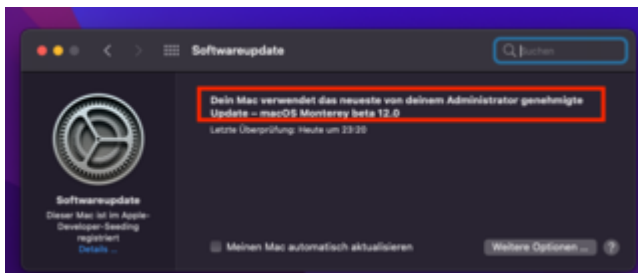 Softwareupdate
Suchen
Dein Mac verwendet das neueste von deinem Administrator genehmigte
Update – macOS Monterey beta 12.0
Letzte Überprüfung: Heute um 23:20
Softwareupdate
Dieser Mac ist im Apple-
Developer-Seeding
registriert
Details ...
Meinen Mac automatisch aktualisieren
Weitere Optionen ...
?